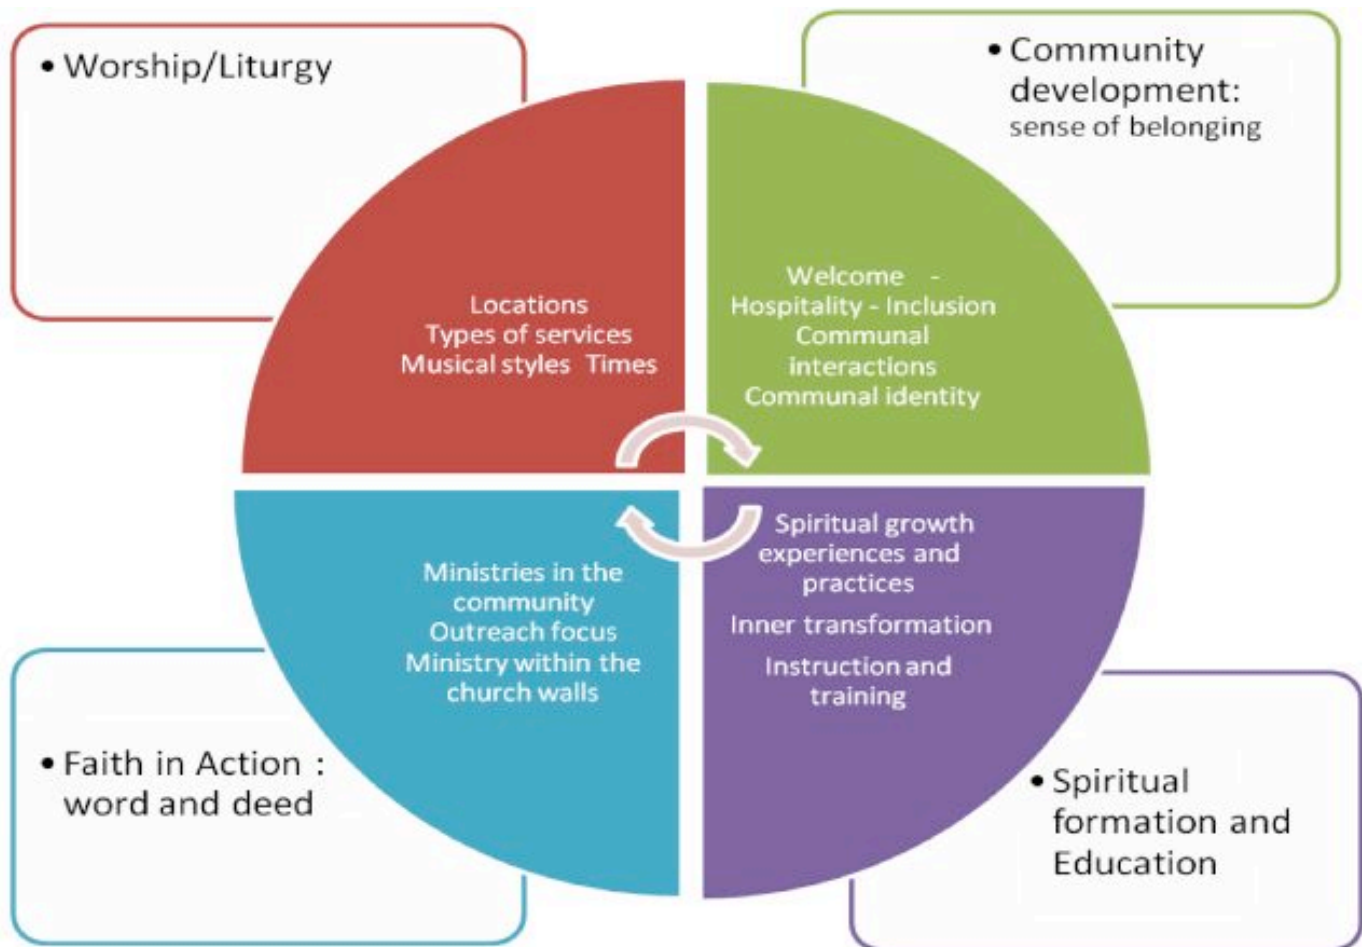 • Worship/Liturgy
• Community
development:
sense of belonging
Locations
Types of services
Musical styles  Times
Welcome   -
Hospitality - Inclusion
Communal
interactions
Communal identity
Ministries in the
community
Outreach focus
Ministry within the
church walls
Spiritual growth
experiences and
practices
Inner transformation
Instruction and
training
• Faith in Action :
word and deed
• Spiritual
formation and
Education